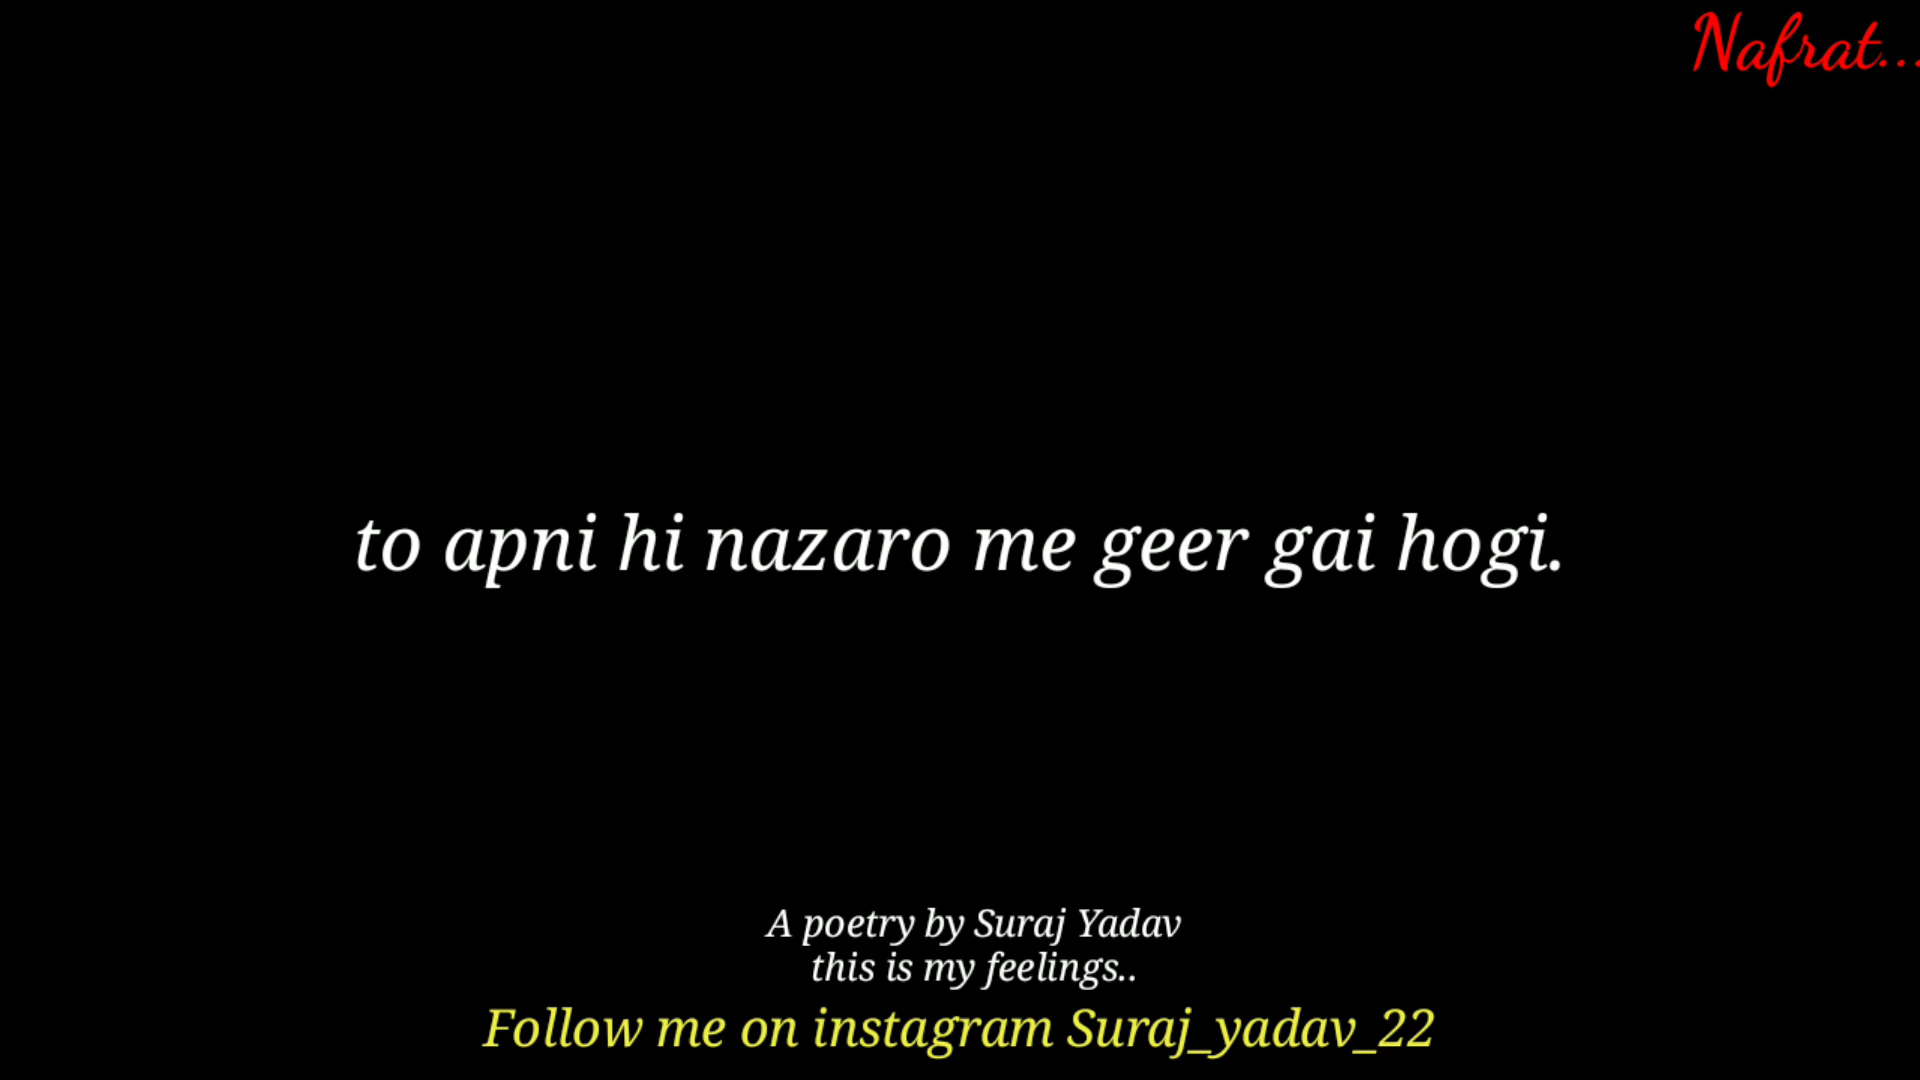 Nafrat...
to apni hi nazaro me geer gai hogi.
A poetry by Suraj Yadav
this is my feelings..
Follow me on instagram Suraj_yadav_22